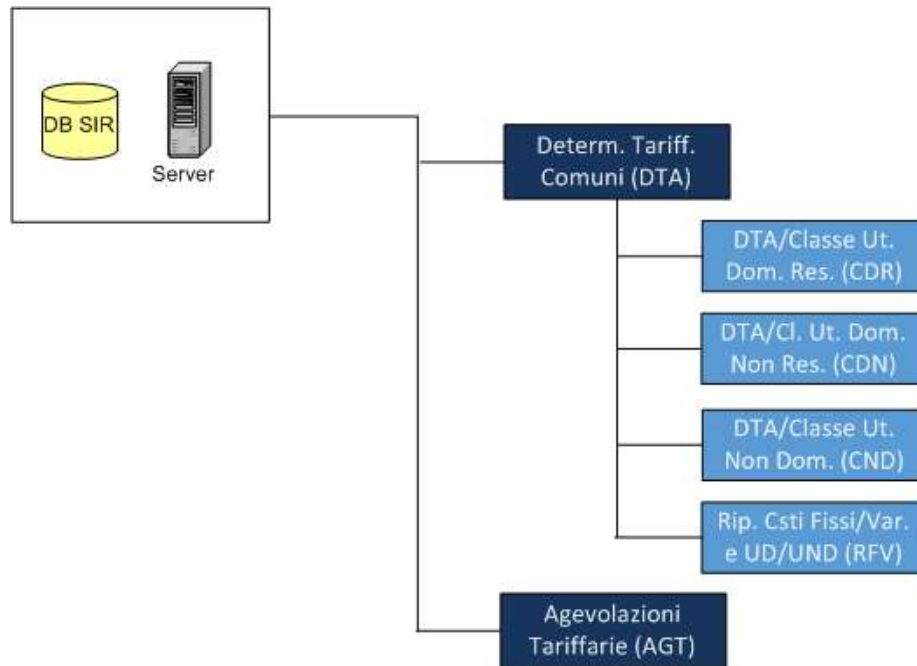 DB SIR
Server
Determ. Tariff.
Comuni (DTA)
DTA/Classe Ut.
Dom. Res. (CDR)
DTA/Cl. Ut. Dom.
Non Res. (CDN)
DTA/Classe Ut.
Non Dom. (CND)
Rip. Csti Fissi/Var.
e UD/UND (RFV)
Agevolazioni
Tariffarie (AGT)